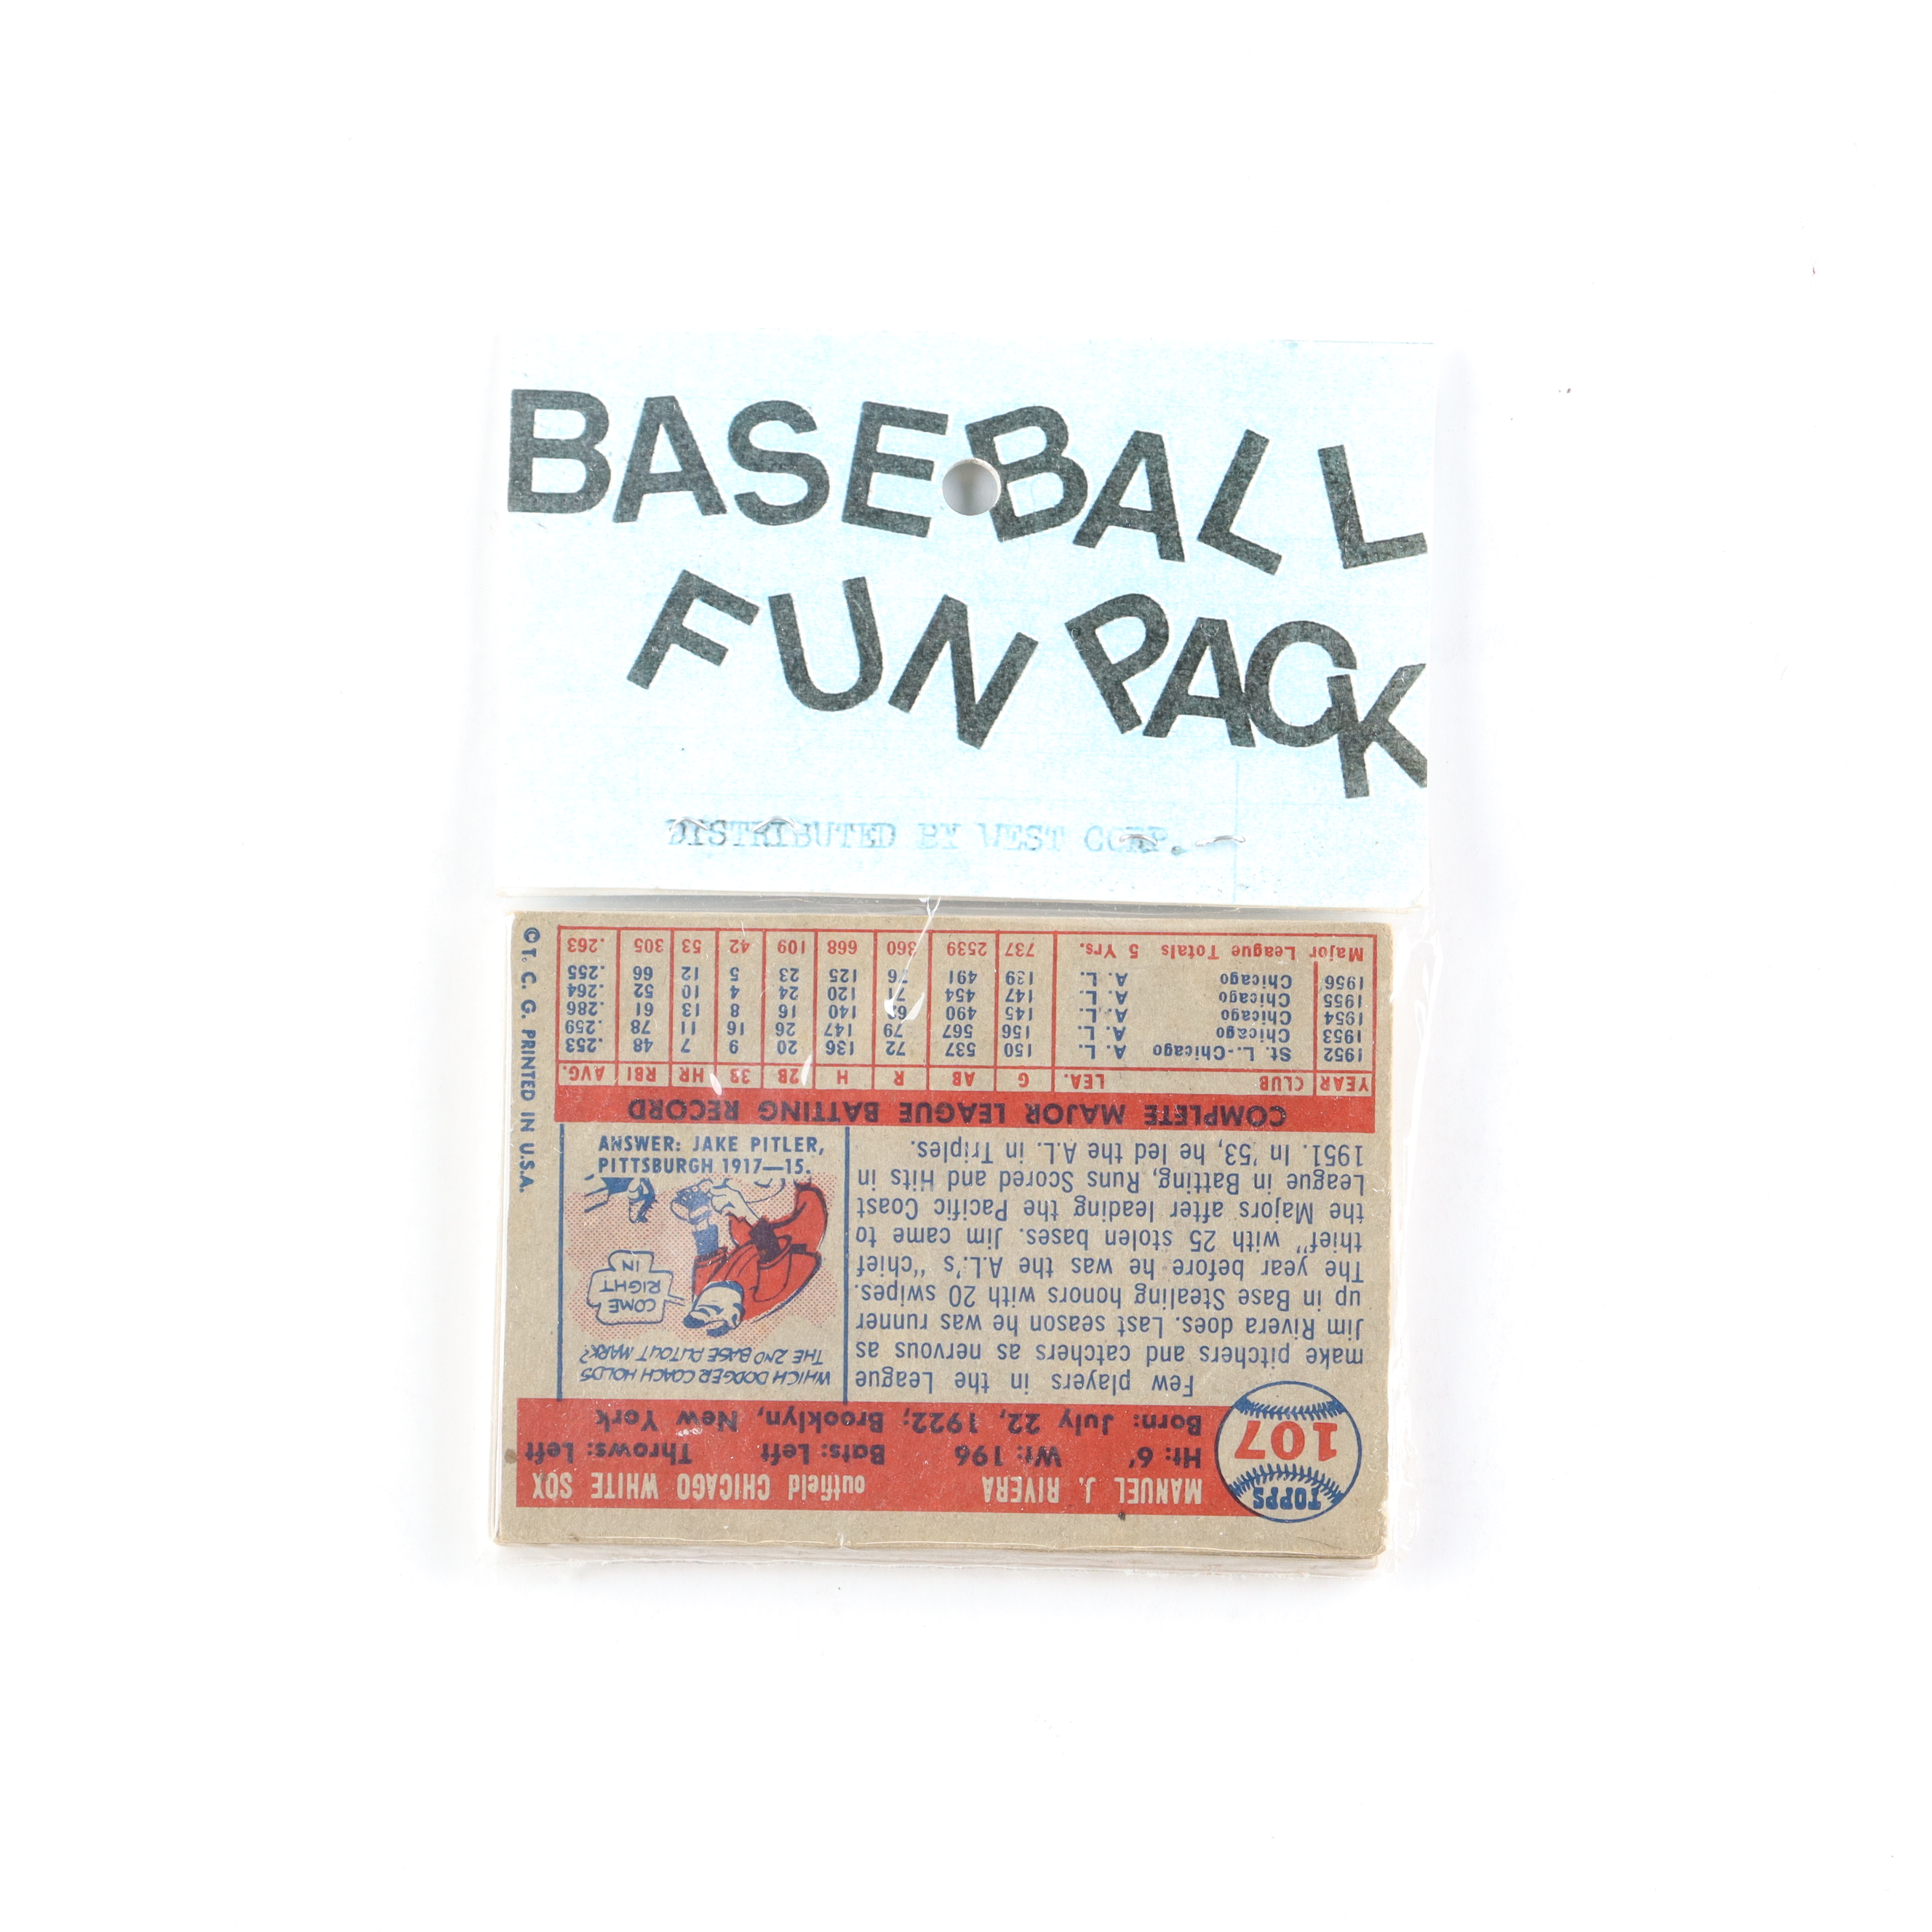 BASEBALL
FUN PACK
DISTRIBUTED BY WEST CORP.
TOPPS
107
MANUEL J. RIVERA outfield CHICAGO WHITE SOX
Ht: 6' Wt: 196 Bats: Left Throws: Left
Born: July 22, 1922; Brooklyn, New York
Few players in the League
make pitchers and catchers as nervous as
Jim Rivera does. Last season he was runner
up in Base Stealing honors with 20 swipes.
The year before he was the A.L.'s "chief
thief" with 25 stolen bases. Jim came to
the Majors after leading the Pacific Coast
League in Batting, Runs Scored and Hits in
1951. In '53, he led the A.L. in Triples.
WHICH DODGER COACH HOLDS
THE 2ND BASE PUTOUT MARK?
COME
RIGHT
IN
ANSWER: JAKE PITLER,
PITTSBURGH 1917—15.
COMPLETE MAJOR LEAGUE BATTING RECORD
YEAR CLUB LEA. G AB R H 2B 3B HR RBI AVG.
1952 St. L.-Chicago A. L. 150 537 72 136 20 9 7 48 .253
1953 Chicago A. L. 156 567 79 147 26 16 11 78 .259
1954 Chicago A. L. 145 490 62 140 16 8 13 61 .286
1955 Chicago A. L. 147 454 71 120 24 4 10 52 .264
1956 Chicago A. L. 139 491 76 125 23 5 12 66 .255
Major League Totals 5 Yrs. 737 2539 360 668 109 42 53 305 .263
© T. C. G. PRINTED IN U.S.A.